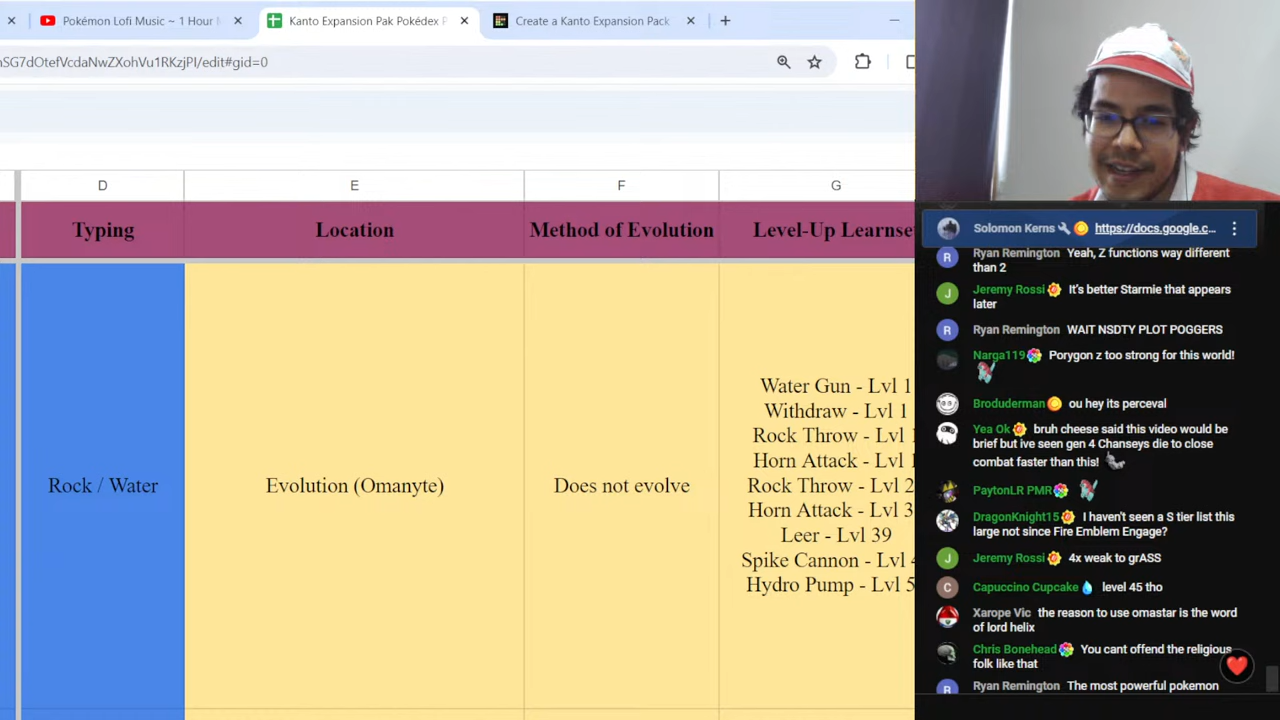 Pokémon Lofi Music ~ 1 Hour
Kanto Expansion Pak Pokédex
Create a Kanto Expansion Pack
nSG7dOtefVcdaNwZXohVu1RKzjPI/edit#gid=0
D
E
F
G
Typing
Location
Method of Evolution
Level-Up Learnse
Rock / Water
Evolution (Omanyte)
Does not evolve
Water Gun - Lvl 1
Withdraw - Lvl 1
Rock Throw - Lvl 1
Horn Attack - Lvl 1
Rock Throw - Lvl 2
Horn Attack - Lvl 3
Leer - Lvl 39
Spike Cannon - Lvl 4
Hydro Pump - Lvl 5
Solomon Kerns https://docs.google.c...
Ryan Remington Yeah, Z functions way different
than 2
Jeremy Rossi It's better Starmie that appears
later
Ryan Remington WAIT NSDTY PLOT POGGERS
Narga119 Porygon z too strong for this world!
Broduderman ou hey its perceval
Yea Ok bruh cheese said this video would be
brief but ive seen gen 4 Chanseys die to close
combat faster than this!
PaytonLR PMR
DragonKnight15 I haven't seen a S tier list this
large not since Fire Emblem Engage?
Jeremy Rossi 4x weak to grASS
Capuccino Cupcake level 45 tho
Xarope Vic the reason to use omastar is the word
of lord helix
Chris Bonehead You cant offend the religious
folk like that
Ryan Remington The most powerful pokemon